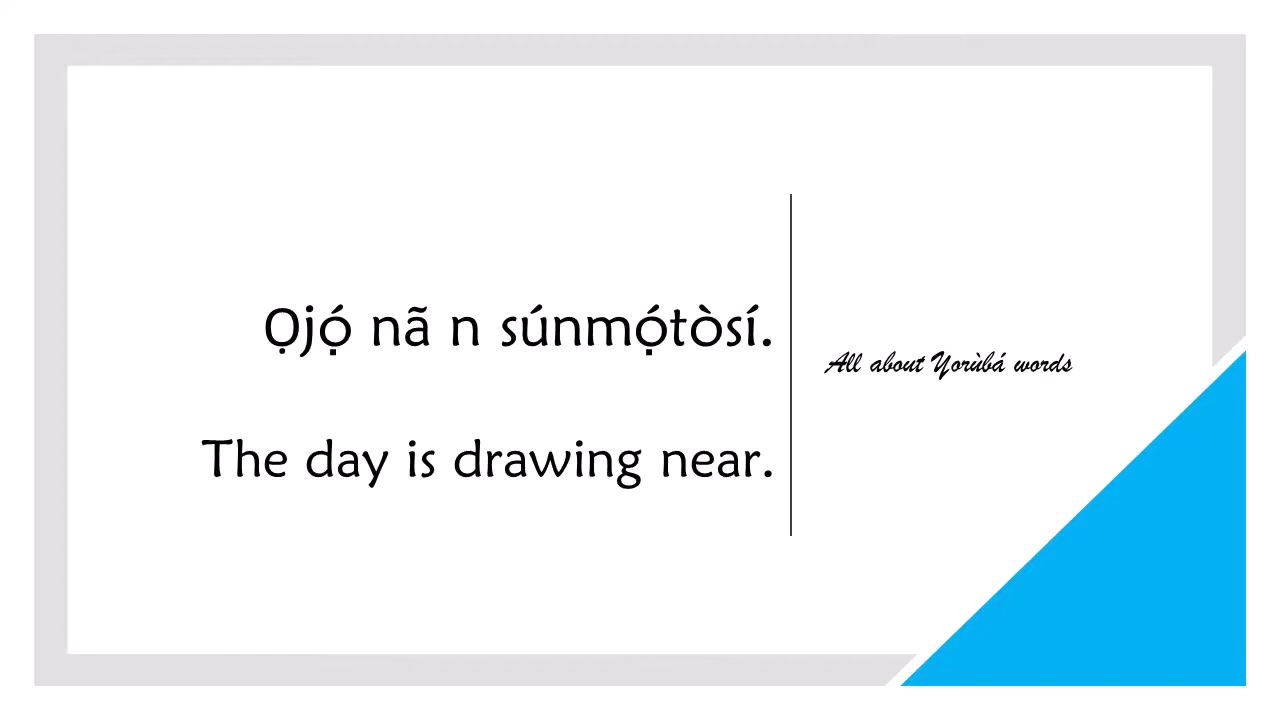 Ọjọ́ nã n súnmọ́tòsí.
The day is drawing near.
All about Yorùbá words